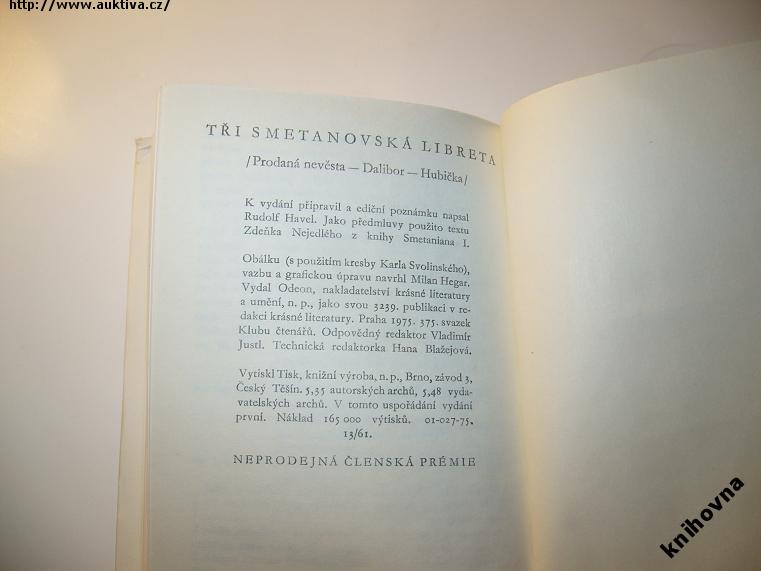 http://www.auktiva.cz/
TŘI SMETANOVSKÁ LIBRETA
/Prodaná nevěsta — Dalibor — Hubička/
K vydání připravil a ediční poznámku napsal
Rudolf Havel. Jako předmluvy použito textu
Zdeňka Nejedlého z knihy Smetaniana I.
Obálku (s použitím kresby Karla Svolinského),
vazbu a grafickou úpravu navrhl Milan Hegar.
Vydal Odeon, nakladatelství krásné literatury
a umění, n. p., jako svou 3239. publikaci v re-
dakci krásné literatury. Praha 1975. 375. svazek
Klubu čtenářů. Odpovědný redaktor Vladimír
Justl. Technická redaktorka Hana Blažejová.
Vytiskl Tisk, knižní výroba, n. p., Brno, závod 3,
Český Těšín. 5,35 autorských archů, 5,48 vyda-
vatelských archů. V tomto uspořádání vydání
první. Náklad 165 000 výtisků. 01-027-75.
13/61.
NEPRODEJNÁ ČLENSKÁ PRÉMIE
knihovna